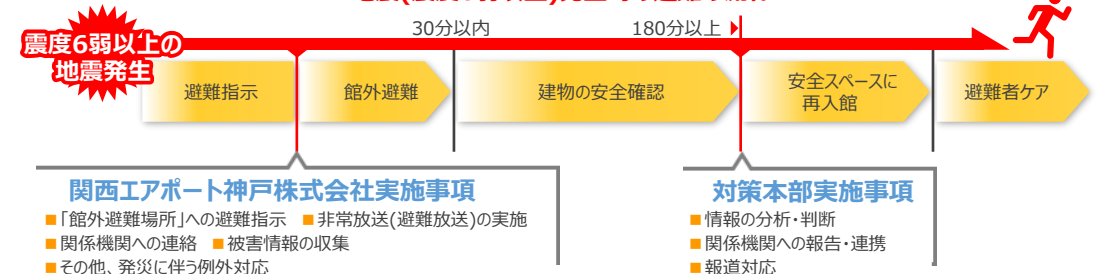 30分以内
180分以上
震度6弱以上の
地震発生
避難指示
館外避難
建物の安全確認
安全スペースに
再入館
避難者ケア
関西エアポート神戸株式会社実施事項
■「館外避難場所」への避難指示 ■非常放送(避難放送)の実施
■関係機関への連絡 ■被害情報の収集
■その他、発災に伴う例外対応
対策本部実施事項
■情報の分析・判断
■関係機関への報告・連携
■報道対応